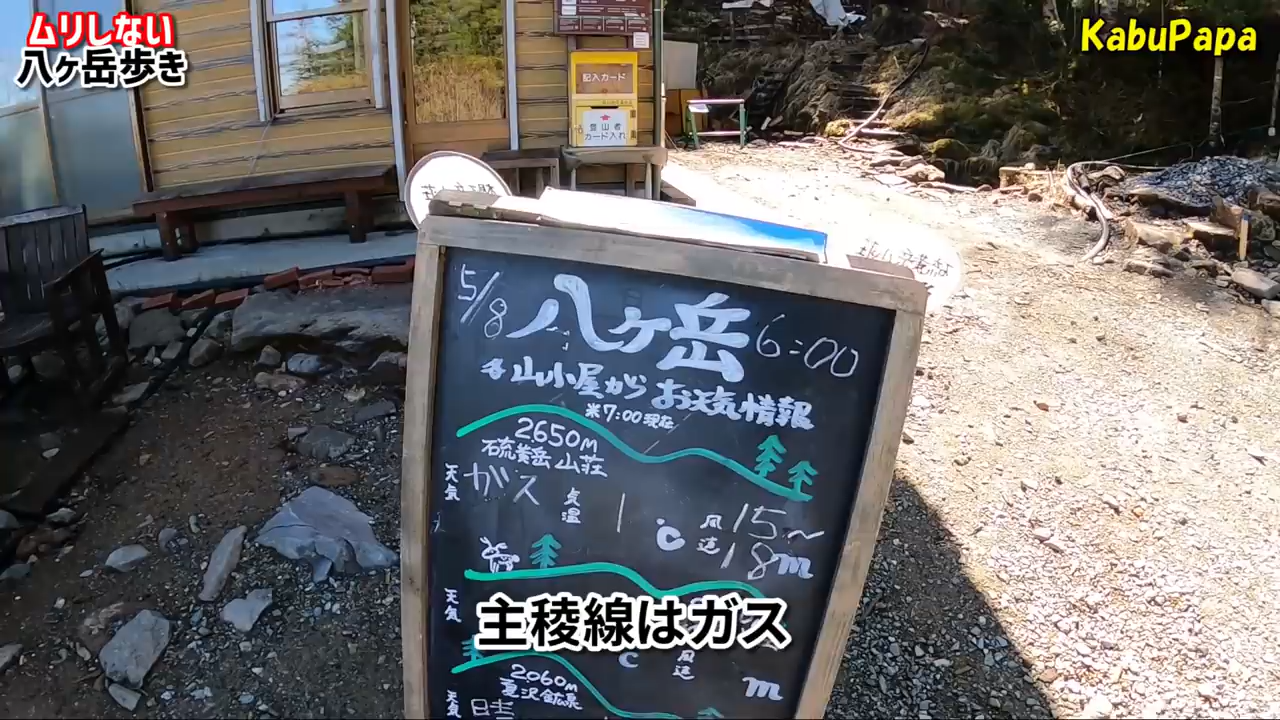 ムリしない
八ヶ岳歩き
KabuPapa
記入カード
登山者
カード入れ
5/8 八ヶ岳 6:00
各山小屋からお天気情報
※7:00現在
2650m
硫黄岳山荘
天気 ガス 気温 1℃ 風速 15~18m
天気
主稜線はガス
℃ 風速 m
2,060m
夏沢鉱泉
天気 晴